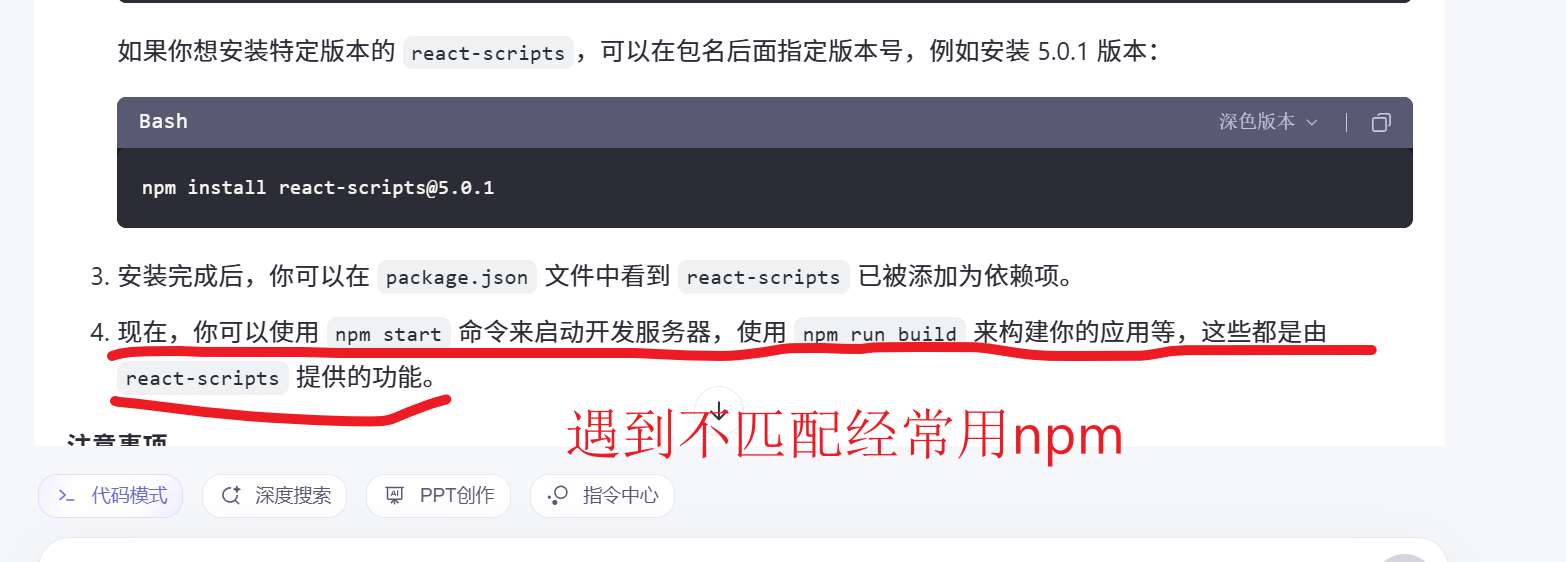 如果你想安装特定版本的 react-scripts，可以在包名后面指定版本号，例如安装 5.0.1 版本：
Bash
深色版本
npm install react-scripts@5.0.1
3. 安装完成后，你可以在 package.json 文件中看到 react-scripts 已被添加为依赖项。
4. 现在，你可以使用 npm start 命令来启动开发服务器，使用 npm run build 来构建你的应用等，这些都是由
react-scripts 提供的功能。
遇到不匹配经常用npm
注意事项
代码模式
深度搜索
PPT创作
指令中心